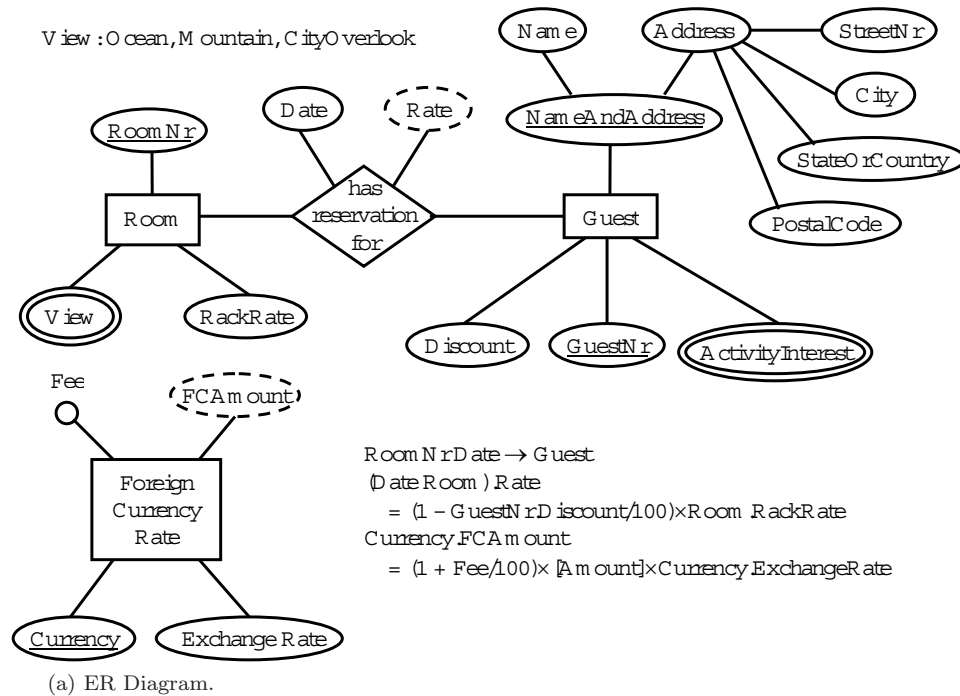 View: Ocean, Mountain, CityOverlook
Name
Address
StreetNr
City
StateOrCountry
PostalCode
NameAndAddress
Date
Rate
RoomNr
Room
has
reservation
for
Guest
View
RackRate
Discount
GuestNr
ActivityInterest
Fee
FCAmount
Foreign
Currency
Rate
Currency
Exchange Rate
RoomNr Date → Guest
(Date Room).Rate
= (1 − GuestNr.Discount/100)×Room.RackRate
Currency.FCAmount
= (1 + Fee/100)× [Amount]×Currency.ExchangeRate
(a) ER Diagram.